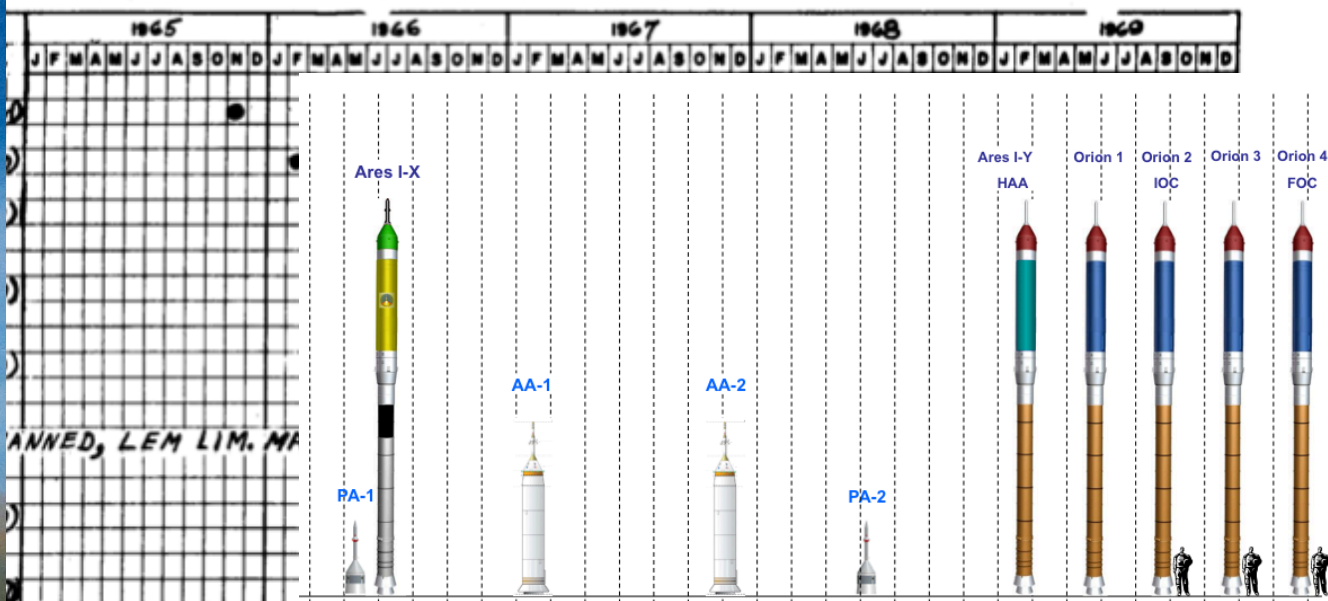 1965 1966 1967 1968 1969
J F M A M J J A S O N D J F M A M J J A S O N D J F M A M J J A S O N D J F M A M J J A S O N D J F M A M J J A S O N D
Ares I-X
Ares I-Y
HAA
Orion 1
Orion 2
IOC
Orion 3
Orion 4
FOC
AA-1
AA-2
ANNED, LEM LIM.
PA-1
PA-2